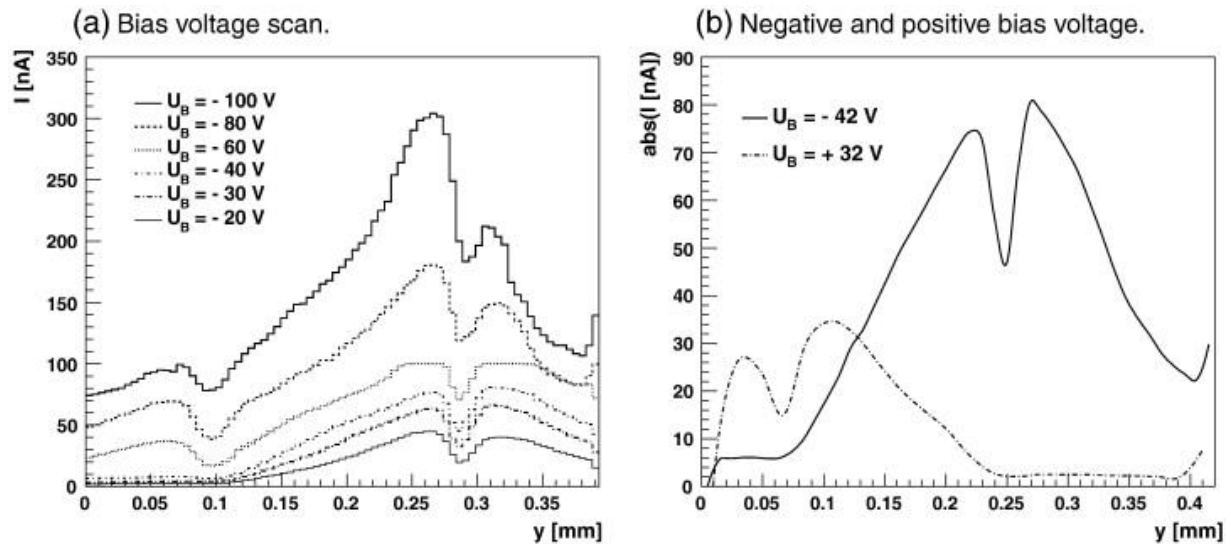 (a) Bias voltage scan.
I [nA]
350
300
250
200
150
100
50
0
U_B = - 100 V
U_B = - 80 V
U_B = - 60 V
U_B = - 40 V
U_B = - 30 V
U_B = - 20 V
0 0.05 0.1 0.15 0.2 0.25 0.3 0.35
y [mm]
(b) Negative and positive bias voltage.
abs(I [nA])
90
80
70
60
50
40
30
20
10
0
U_B = - 42 V
U_B = + 32 V
0 0.05 0.1 0.15 0.2 0.25 0.3 0.35 0.4
y [mm]